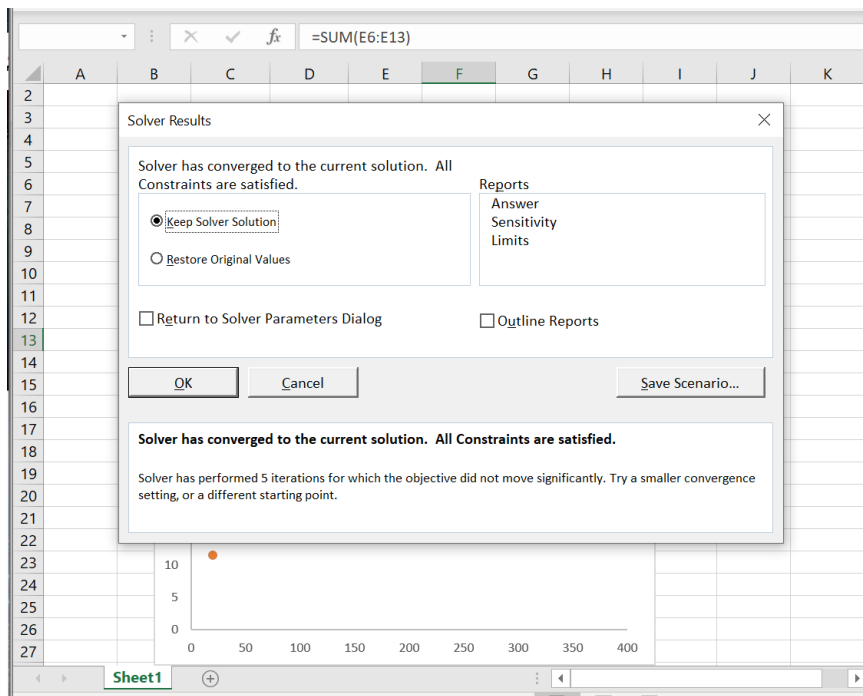 fx =SUM(E6:E13)
A B C D E F G H I J K
2
3
Solver Results
4
5
Solver has converged to the current solution. All
6
Constraints are satisfied.
Reports
7
Answer
8
Keep Solver Solution
Sensitivity
9
Limits
10
Restore Original Values
11
12
Return to Solver Parameters Dialog
Outline Reports
13
14
15
OK
Cancel
Save Scenario...
16
17
Solver has converged to the current solution. All Constraints are satisfied.
18
19
Solver has performed 5 iterations for which the objective did not move significantly. Try a smaller convergence
20
setting, or a different starting point.
21
22
23
10
24
25
5
26
0
27
0 50 100 150 200 250 300 350 400
Sheet1